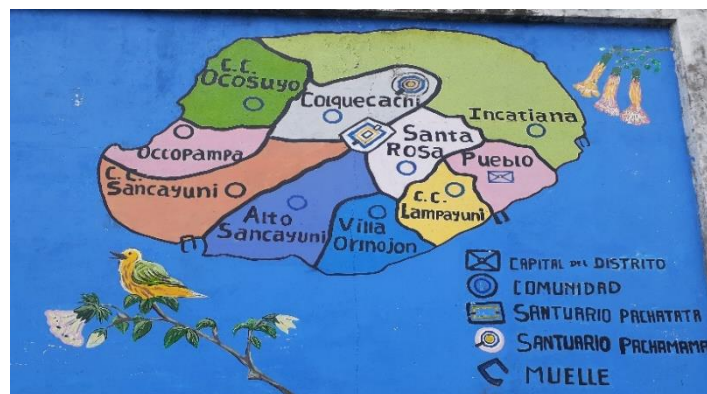 C.C.
Ocosuyo
Colquecachi
Incatiana
Occopampa
Santa
Rosa
Pueblo
C.C.
Sancayuni
C.C.
Lampayuni
Alto
Sancayuni
Villa
Orinojon
CAPITAL DEL DISTRITO
COMUNIDAD
SANTUARIO PACHATATA
SANTUARIO PACHAMAMA
MUELLE